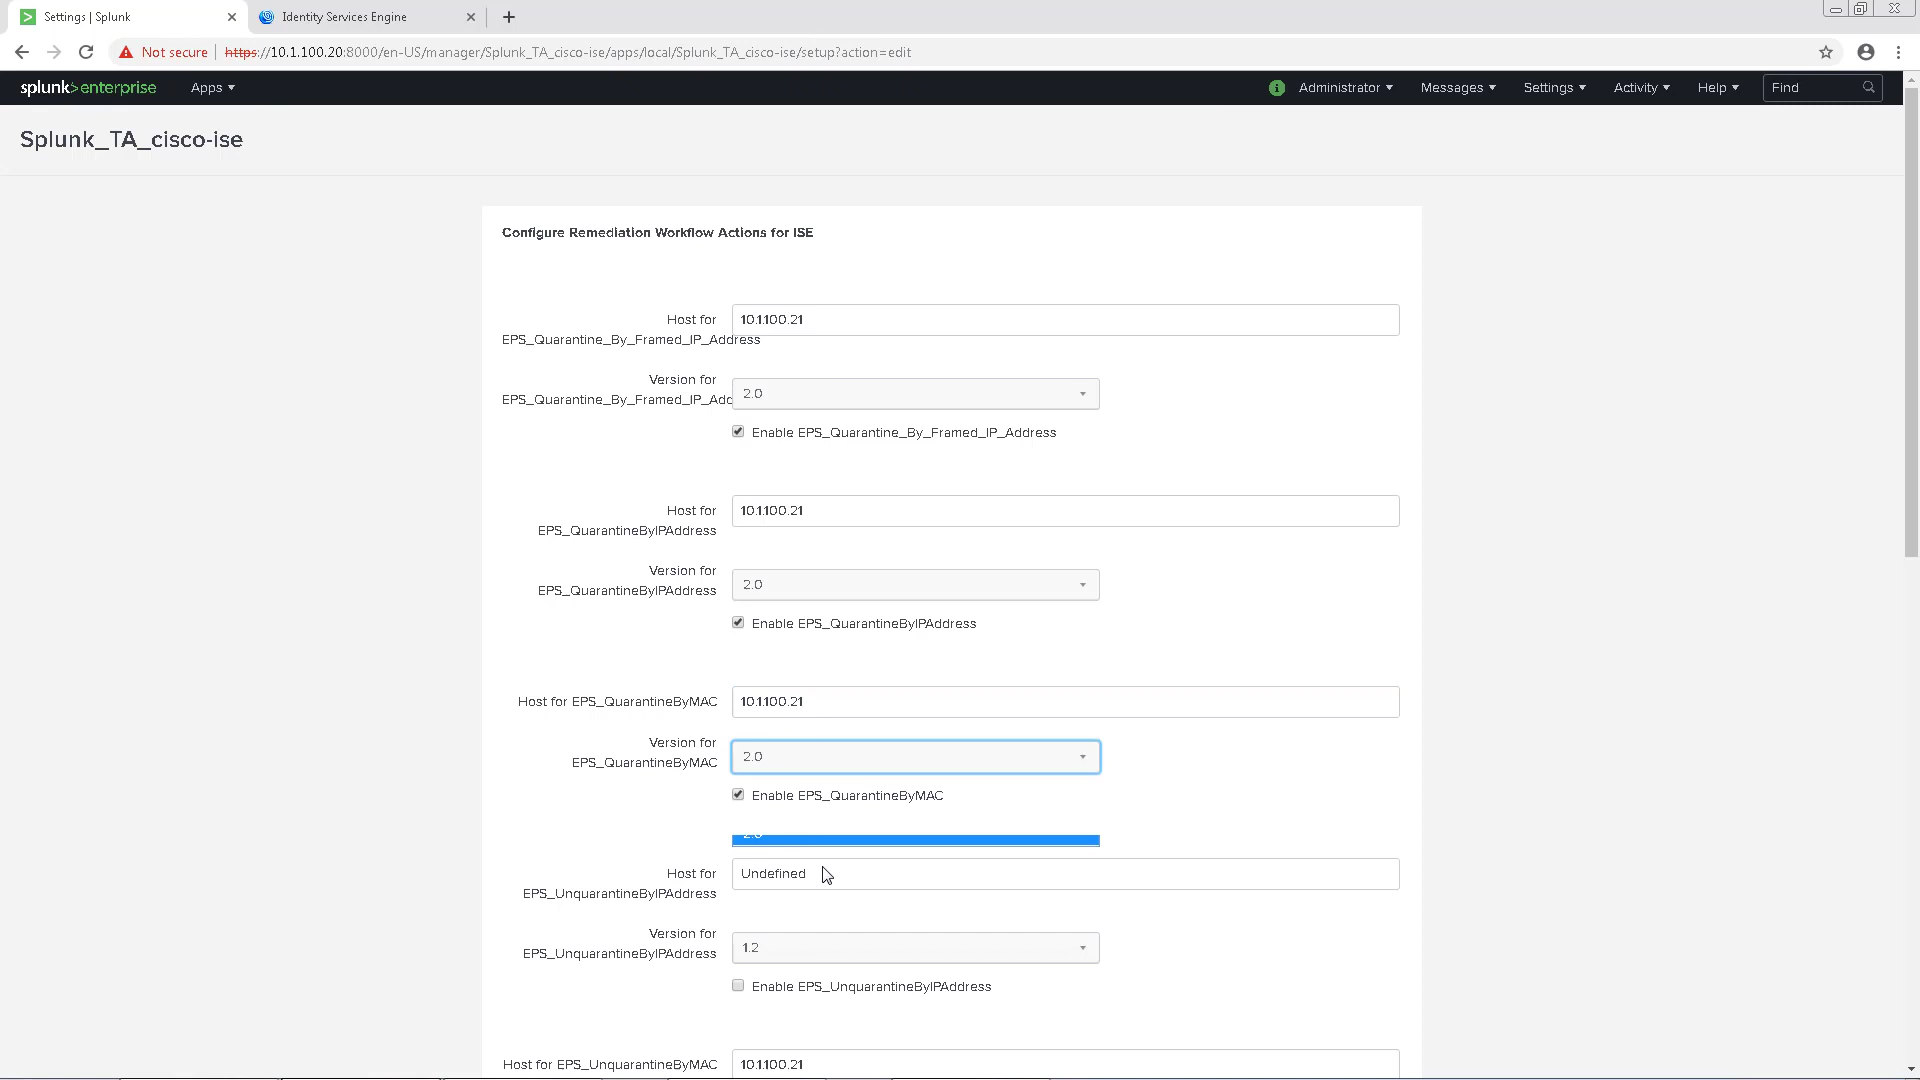 Settings | Splunk
Identity Services Engine
Not secure
https://10.1.100.20:8000/en-US/manager/Splunk_TA_cisco-ise/apps/local/Splunk_TA_cisco-ise/setup?action=edit
splunk>enterprise
Apps
Administrator
Messages
Settings
Activity
Help
Find
Splunk_TA_cisco-ise
Configure Remediation Workflow Actions for ISE
Host for
EPS_Quarantine_By_Framed_IP_Address
10.1.100.21
Version for
EPS_Quarantine_By_Framed_IP_Add
2.0
Enable EPS_Quarantine_By_Framed_IP_Address
Host for
EPS_QuarantineByIPAddress
10.1.100.21
Version for
EPS_QuarantineByIPAddress
2.0
Enable EPS_QuarantineByIPAddress
Host for EPS_QuarantineByMAC
10.1.100.21
Version for
EPS_QuarantineByMAC
2.0
Enable EPS_QuarantineByMAC
2.0
Host for
EPS_UnquarantineByIPAddress
Undefined
Version for
EPS_UnquarantineByIPAddress
1.2
Enable EPS_UnquarantineByIPAddress
Host for EPS_UnquarantineByMAC
10.1.100.21